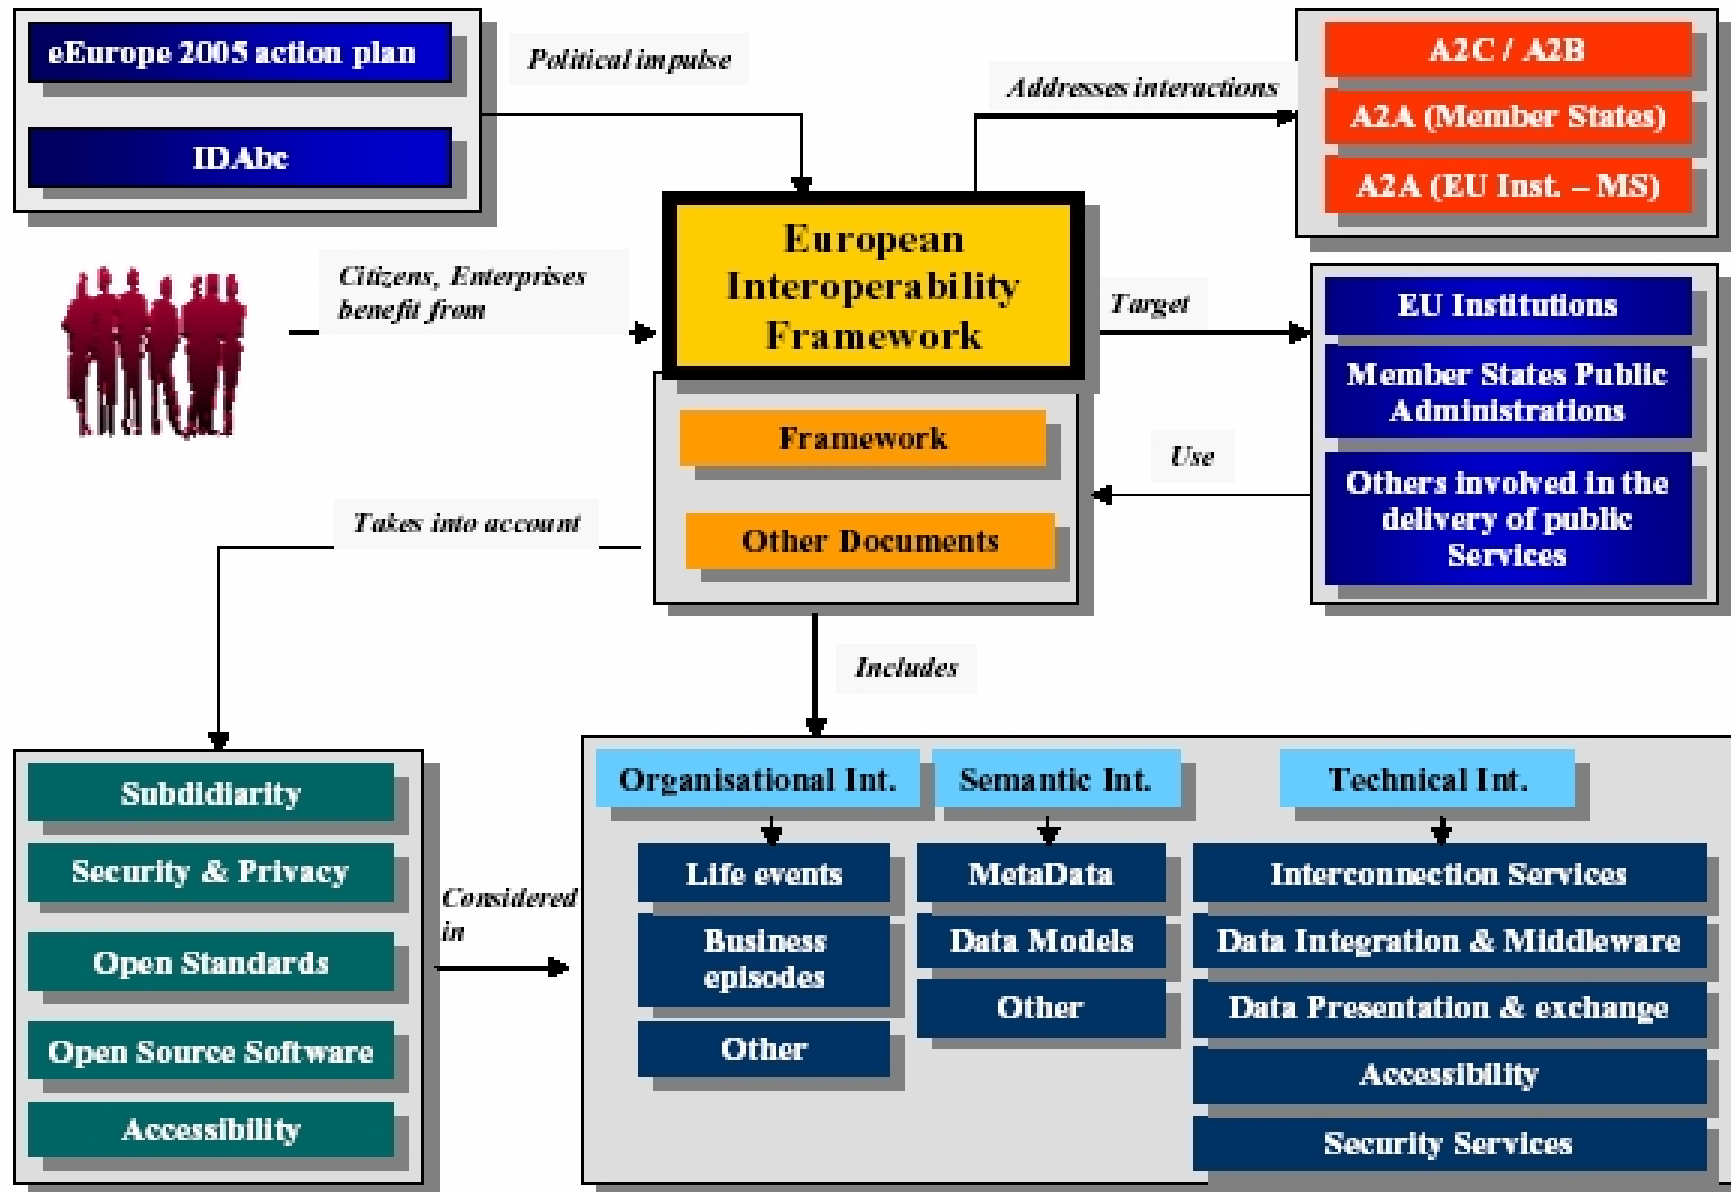 eEurope 2005 action plan
IDAbc
Political impulse
Addresses interactions
A2C / A2B
A2A (Member States)
A2A (EU Inst. – MS)
European
Interoperability
Framework
Citizens, Enterprises
benefit from
Target
EU Institutions
Member States Public
Administrations
Others involved in the
delivery of public
Services
Use
Framework
Other Documents
Takes into account
Includes
Subdidiarity
Security & Privacy
Open Standards
Open Source Software
Accessibility
Considered
in
Organisational Int.
Life events
Business
episodes
Other
Semantic Int.
MetaData
Data Models
Other
Technical Int.
Interconnection Services
Data Integration & Middleware
Data Presentation & exchange
Accessibility
Security Services